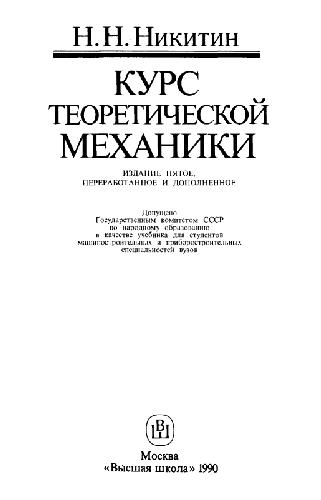 Н. Н. Никитин
КУРС
ТЕОРЕТИЧЕСКОЙ
МЕХАНИКИ
ИЗДАНИЕ ПЯТОЕ,
ПЕРЕРАБОТАННОЕ И ДОПОЛНЕННОЕ
Допущено
Государственным комитетом СССР
по народному образованию
в качестве учебника для студентов
машиностроительных и приборостроительных
специальностей вузов
ВШ
Москва
«Высшая школа» 1990